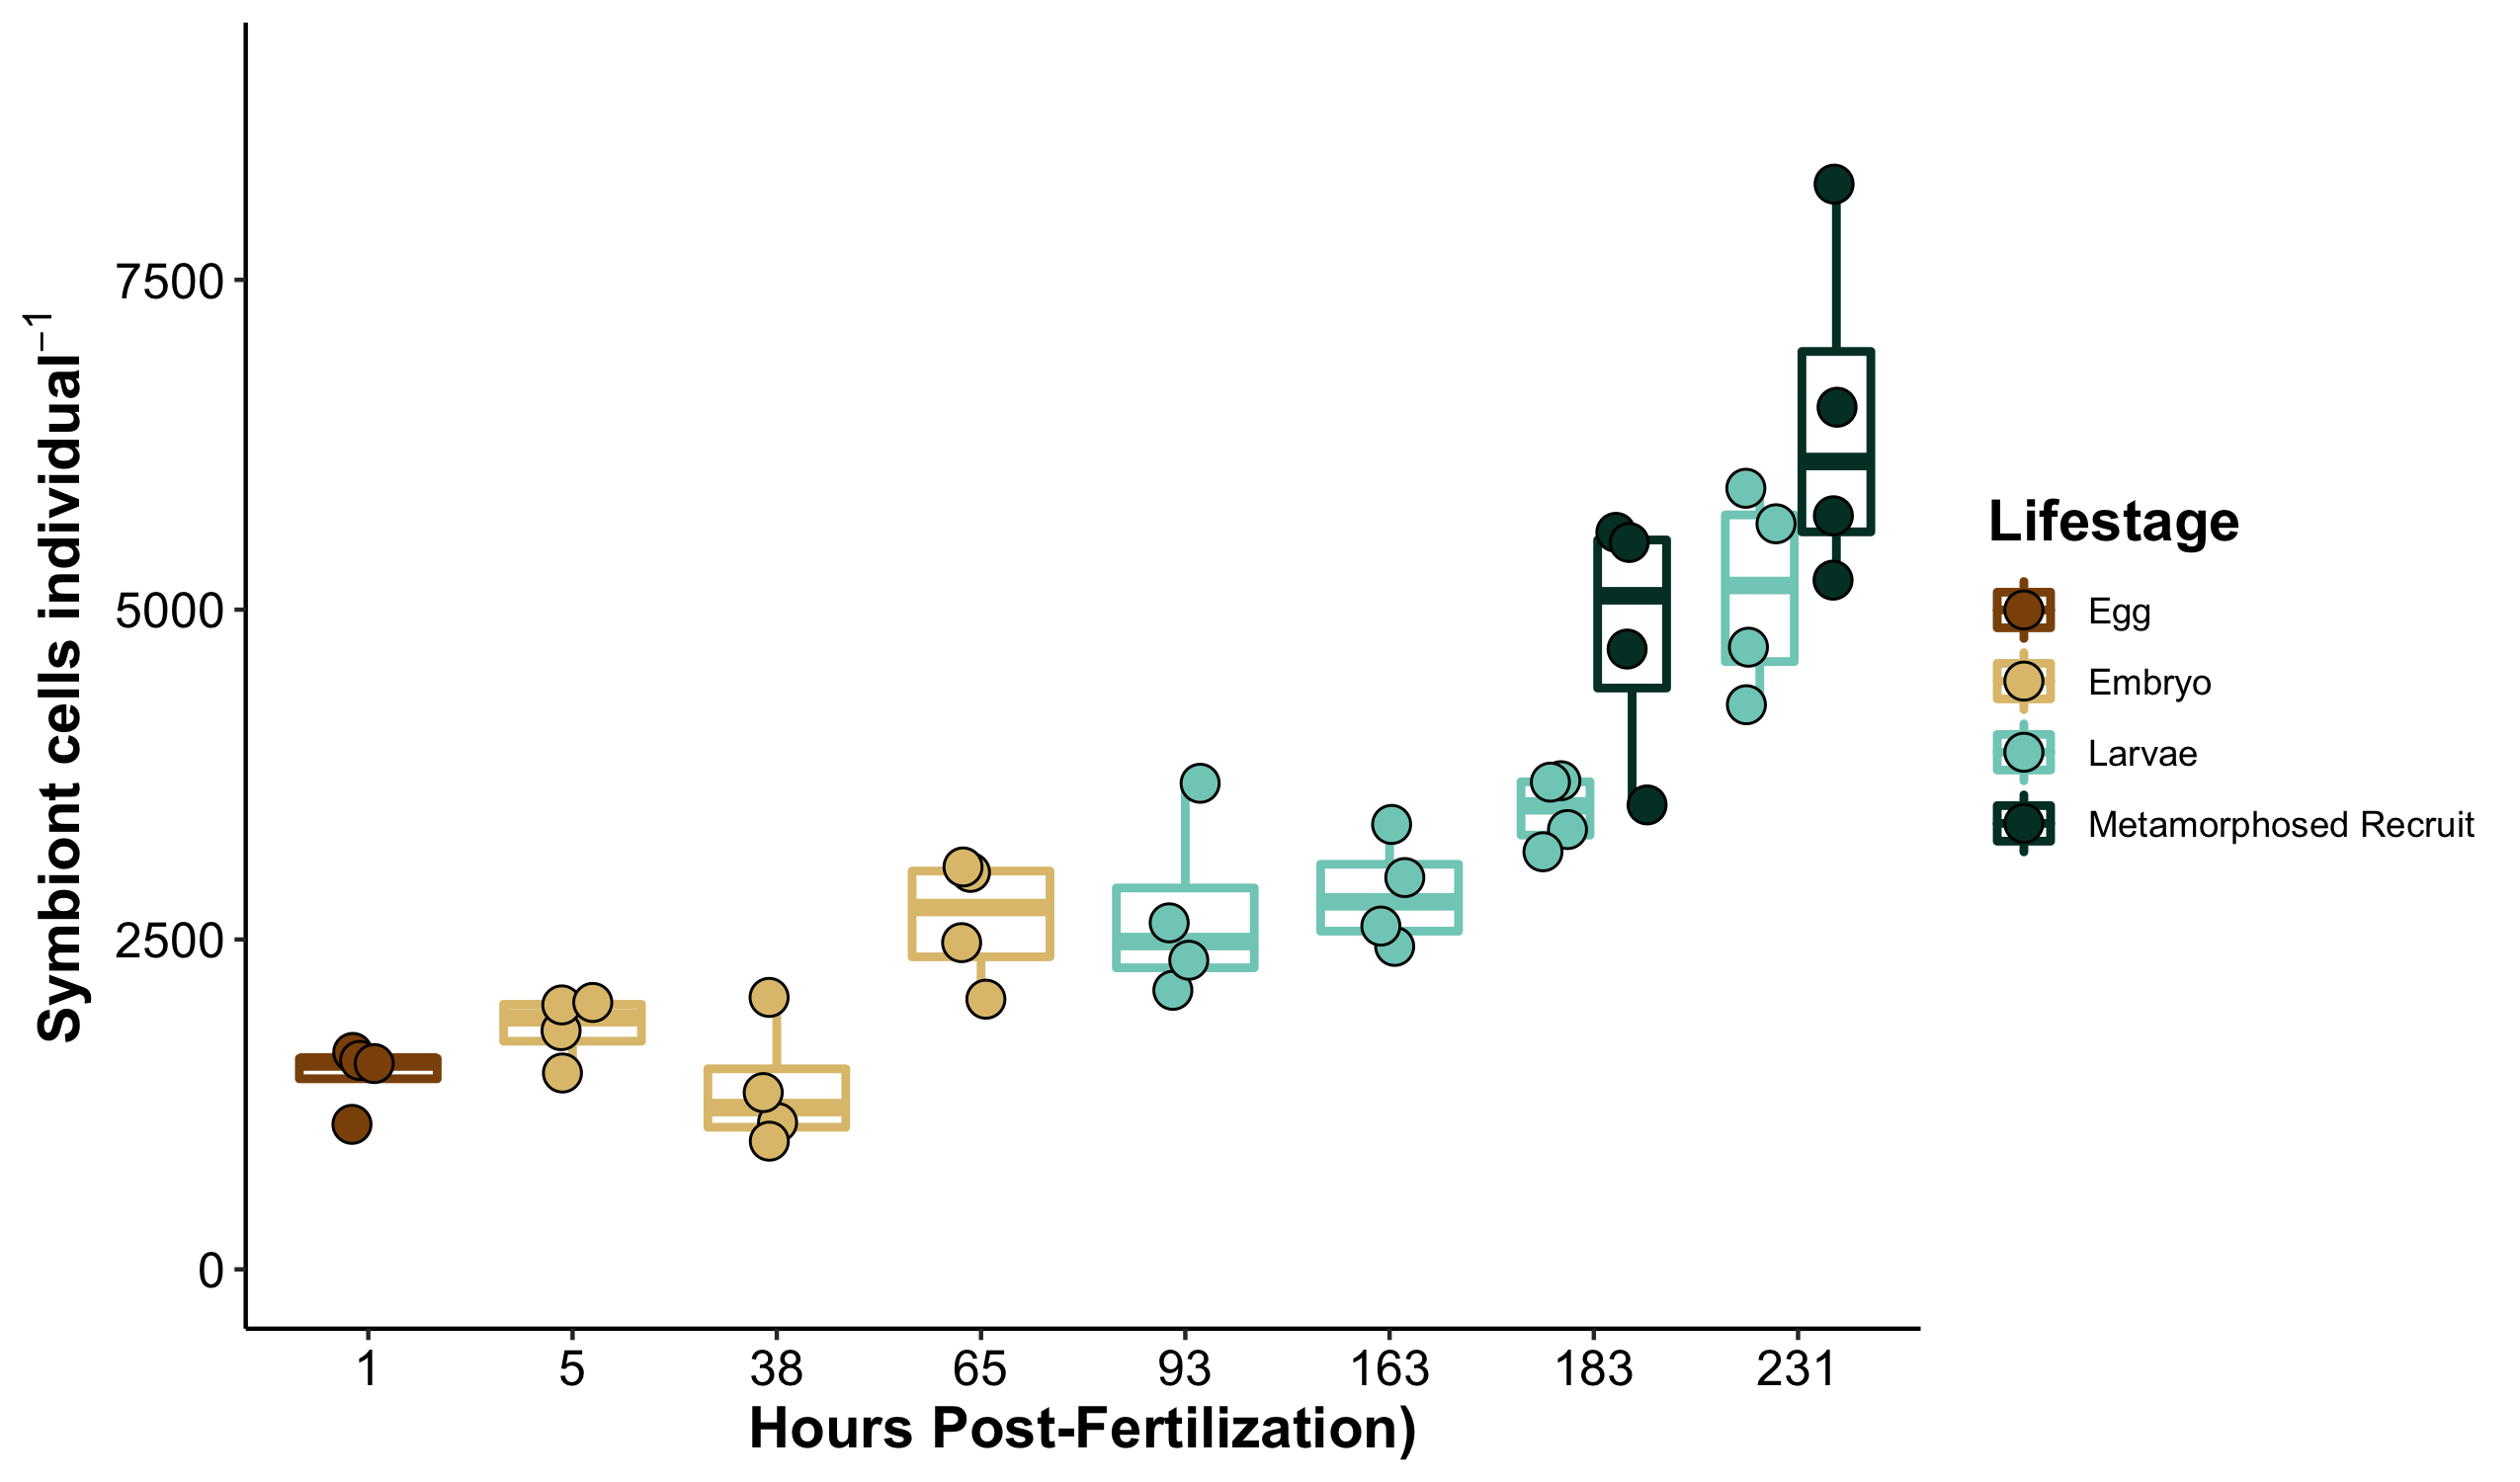 Symbiont cells individual⁻¹
7500
5000
2500
0
1 5 38 65 93 163 183 231
Hours Post-Fertilization)
Lifestage
Egg
Embryo
Larvae
Metamorphosed Recruit